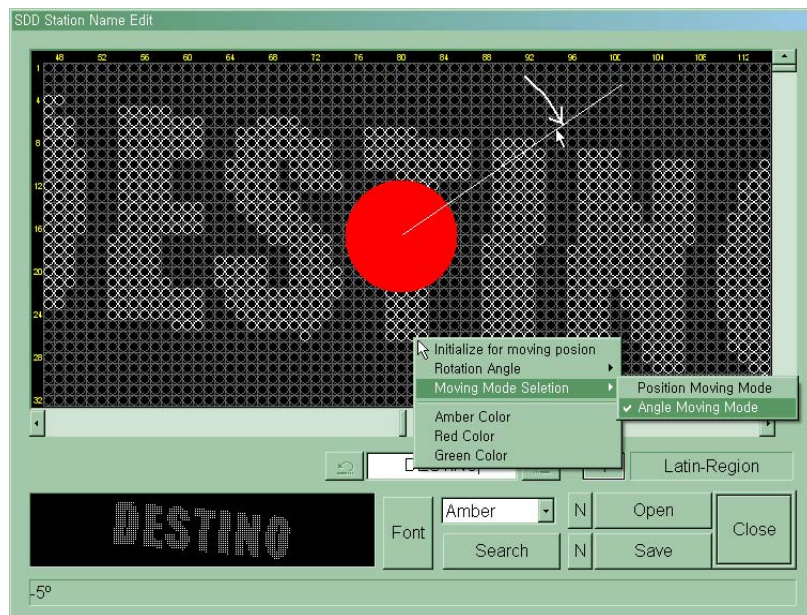 SDD Station Name Edit
48 52 56 60 64 68 72 76 80 84 88 92 96 100 104 108 112
1
4
8
12
16
20
24
28
32
Initialize for moving posion
Rotation Angle
Moving Mode Seletion
Position Moving Mode
Angle Moving Mode
Amber Color
Red Color
Green Color
Latin-Region
DESTINO
Font
Amber
N
Open
Close
Search
N
Save
-5º